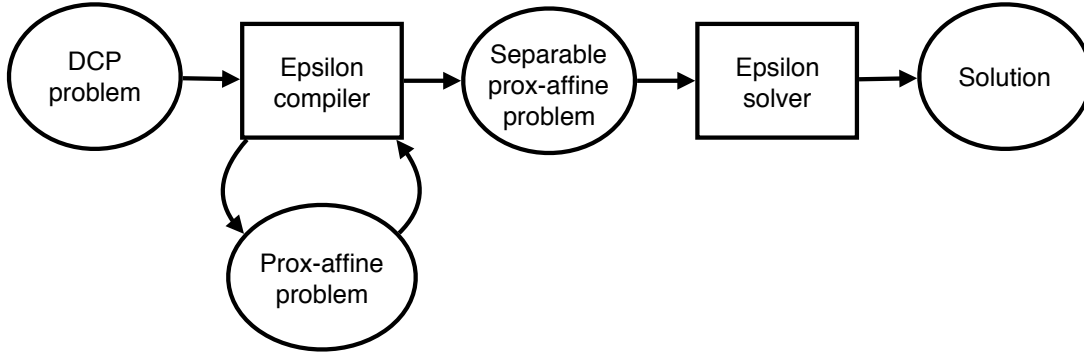 DCP
problem
Epsilon
compiler
Separable
prox-affine
problem
Epsilon
solver
Solution
Prox-affine
problem